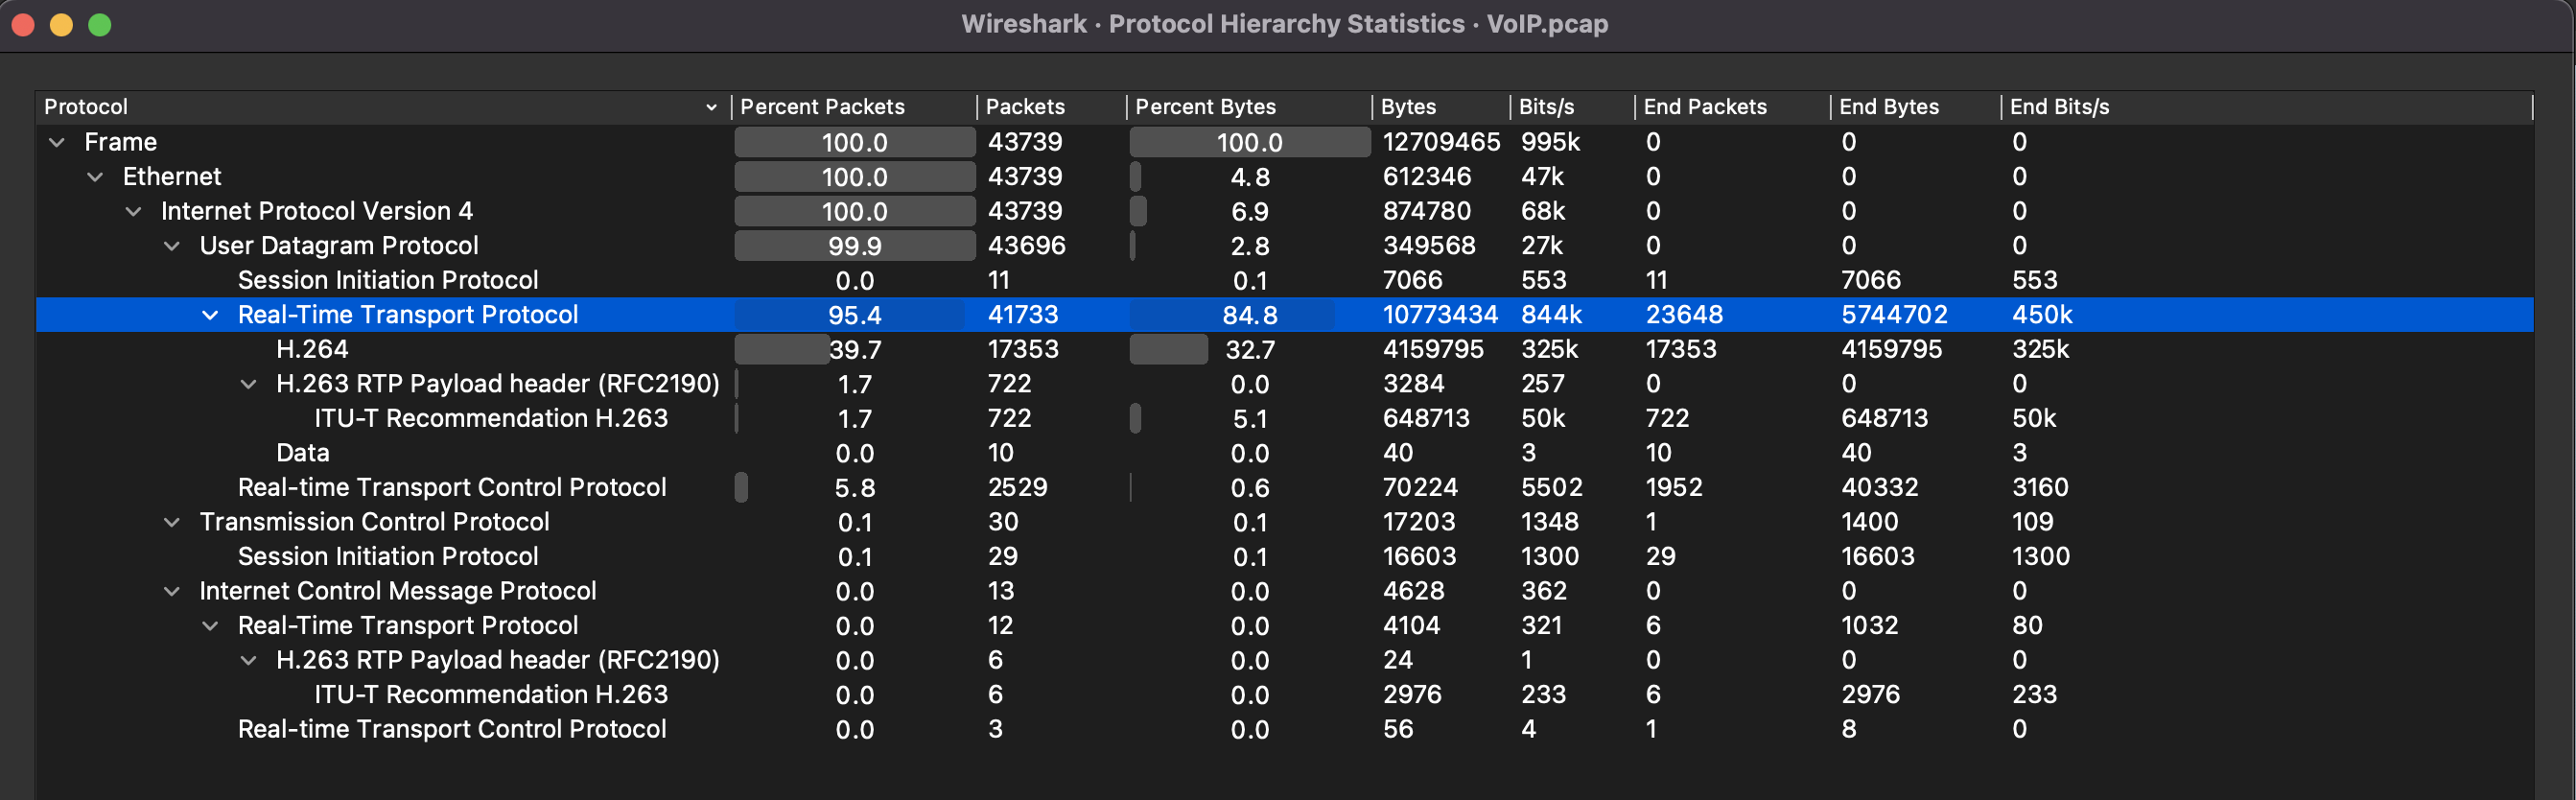 Wireshark · Protocol Hierarchy Statistics · VoIP.pcap
Protocol Percent Packets Packets Percent Bytes Bytes Bits/s End Packets End Bytes End Bits/s
Frame 100.0 43739 100.0 12709465 995k 0 0 0
Ethernet 100.0 43739 4.8 612346 47k 0 0 0
Internet Protocol Version 4 100.0 43739 6.9 874780 68k 0 0 0
User Datagram Protocol 99.9 43696 2.8 349568 27k 0 0 0
Session Initiation Protocol 0.0 11 0.1 7066 553 11 7066 553
Real-Time Transport Protocol 95.4 41733 84.8 10773434 844k 23648 5744702 450k
H.264 39.7 17353 32.7 4159795 325k 17353 4159795 325k
H.263 RTP Payload header (RFC2190) 1.7 722 0.0 3284 257 0 0 0
ITU-T Recommendation H.263 1.7 722 5.1 648713 50k 722 648713 50k
Data 0.0 10 0.0 40 3 10 40 3
Real-time Transport Control Protocol 5.8 2529 0.6 70224 5502 1952 40332 3160
Transmission Control Protocol 0.1 30 0.1 17203 1348 1 1400 109
Session Initiation Protocol 0.1 29 0.1 16603 1300 29 16603 1300
Internet Control Message Protocol 0.0 13 0.0 4628 362 0 0 0
Real-Time Transport Protocol 0.0 12 0.0 4104 321 6 1032 80
H.263 RTP Payload header (RFC2190) 0.0 6 0.0 24 1 0 0 0
ITU-T Recommendation H.263 0.0 6 0.0 2976 233 6 2976 233
Real-time Transport Control Protocol 0.0 3 0.0 56 4 1 8 0